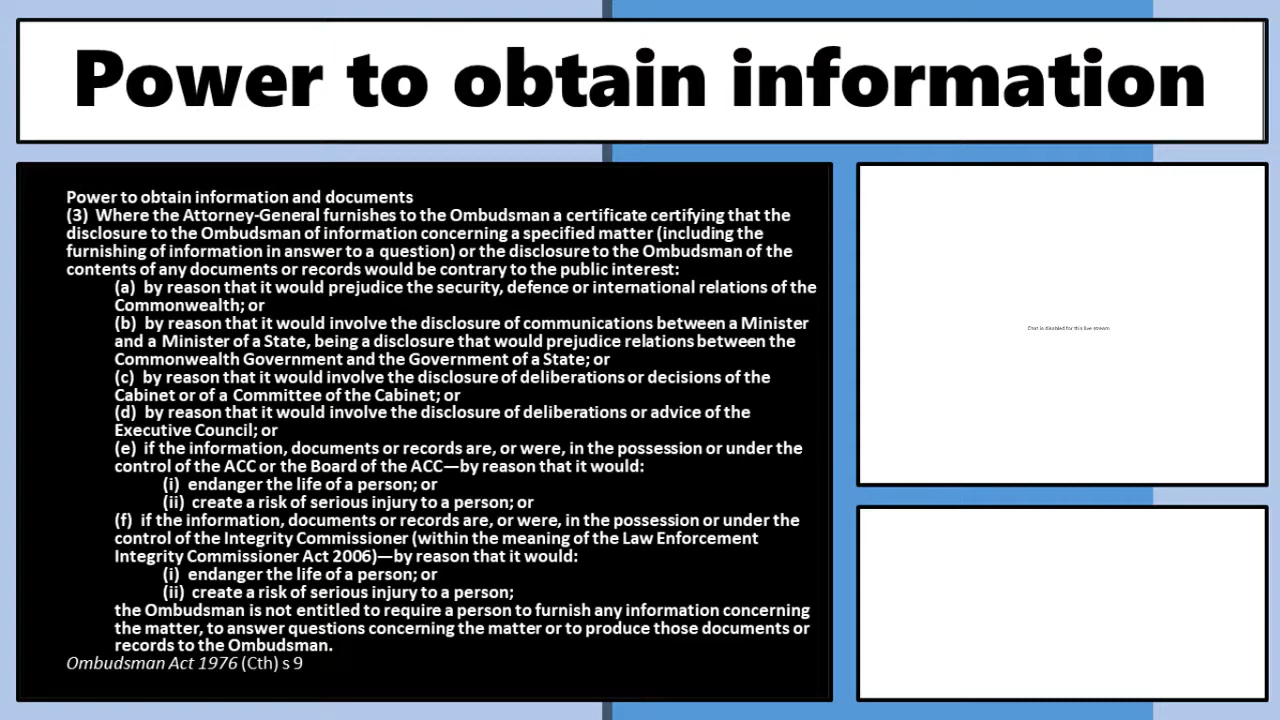 Power to obtain information
Power to obtain information and documents
(3) Where the Attorney-General furnishes to the Ombudsman a certificate certifying that the
disclosure to the Ombudsman of information concerning a specified matter (including the
furnishing of information in answer to a question) or the disclosure to the Ombudsman of the
contents of any documents or records would be contrary to the public interest:
(a) by reason that it would prejudice the security, defence or international relations of the
Commonwealth; or
(b) by reason that it would involve the disclosure of communications between a Minister
and a Minister of a State, being a disclosure that would prejudice relations between the
Commonwealth Government and the Government of a State; or
(c) by reason that it would involve the disclosure of deliberations or decisions of the
Cabinet or of a Committee of the Cabinet; or
(d) by reason that it would involve the disclosure of deliberations or advice of the
Executive Council; or
(e) if the information, documents or records are, or were, in the possession or under the
control of the ACC or the Board of the ACC—by reason that it would:
(i) endanger the life of a person; or
(ii) create a risk of serious injury to a person; or
(f) if the information, documents or records are, or were, in the possession or under the
control of the Integrity Commissioner (within the meaning of the Law Enforcement
Integrity Commissioner Act 2006)—by reason that it would:
(i) endanger the life of a person; or
(ii) create a risk of serious injury to a person;
the Ombudsman is not entitled to require a person to furnish any information concerning
the matter, to answer questions concerning the matter or to produce those documents or
records to the Ombudsman.
Ombudsman Act 1976 (Cth) s 9
Chat is disabled for this live stream